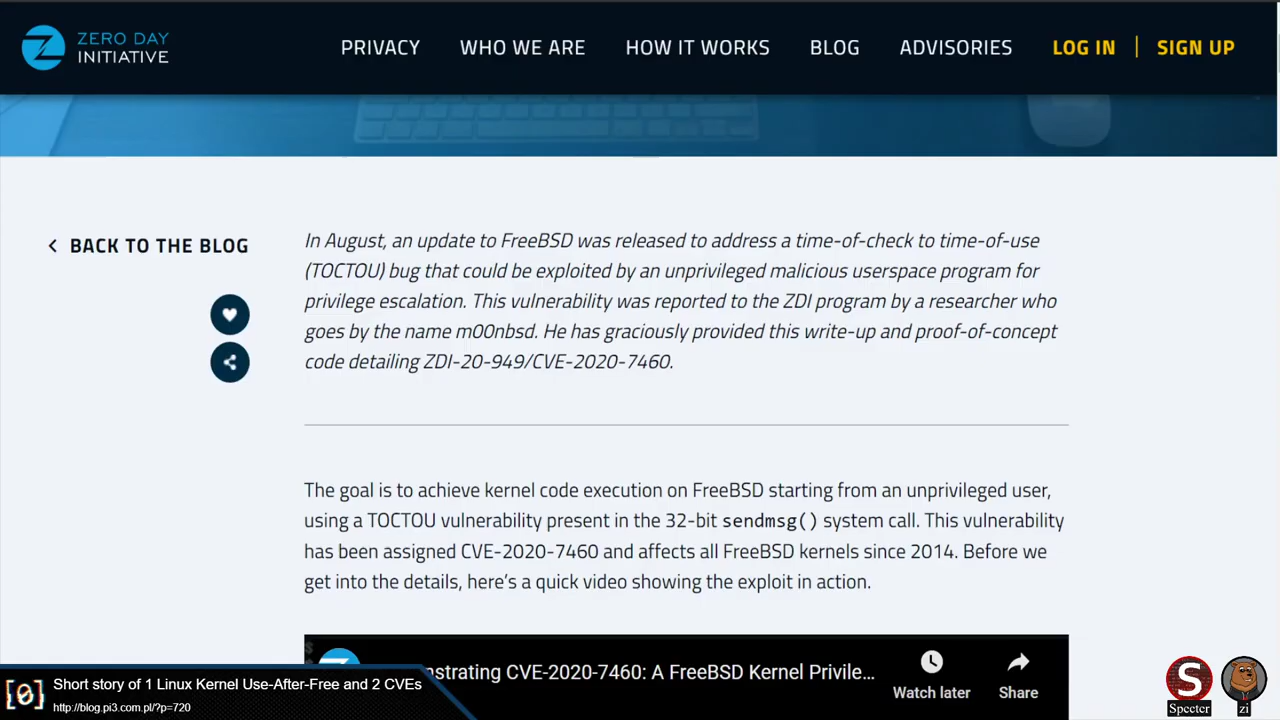 ZERO DAY
INITIATIVE
PRIVACY WHO WE ARE HOW IT WORKS BLOG ADVISORIES LOG IN | SIGN UP
BACK TO THE BLOG
In August, an update to FreeBSD was released to address a time-of-check to time-of-use
(TOCTOU) bug that could be exploited by an unprivileged malicious userspace program for
privilege escalation. This vulnerability was reported to the ZDI program by a researcher who
goes by the name m00nbsd. He has graciously provided this write-up and proof-of-concept
code detailing ZDI-20-949/CVE-2020-7460.
The goal is to achieve kernel code execution on FreeBSD starting from an unprivileged user,
using a TOCTOU vulnerability present in the 32-bit sendmsg() system call. This vulnerability
has been assigned CVE-2020-7460 and affects all FreeBSD kernels since 2014. Before we
get into the details, here's a quick video showing the exploit in action.
nstrating CVE-2020-7460: A FreeBSD Kernel Privile...
Watch later Share
[0] Short story of 1 Linux Kernel Use-After-Free and 2 CVEs
http://blog.pi3.com.pl/?p=720
S
Specter zi